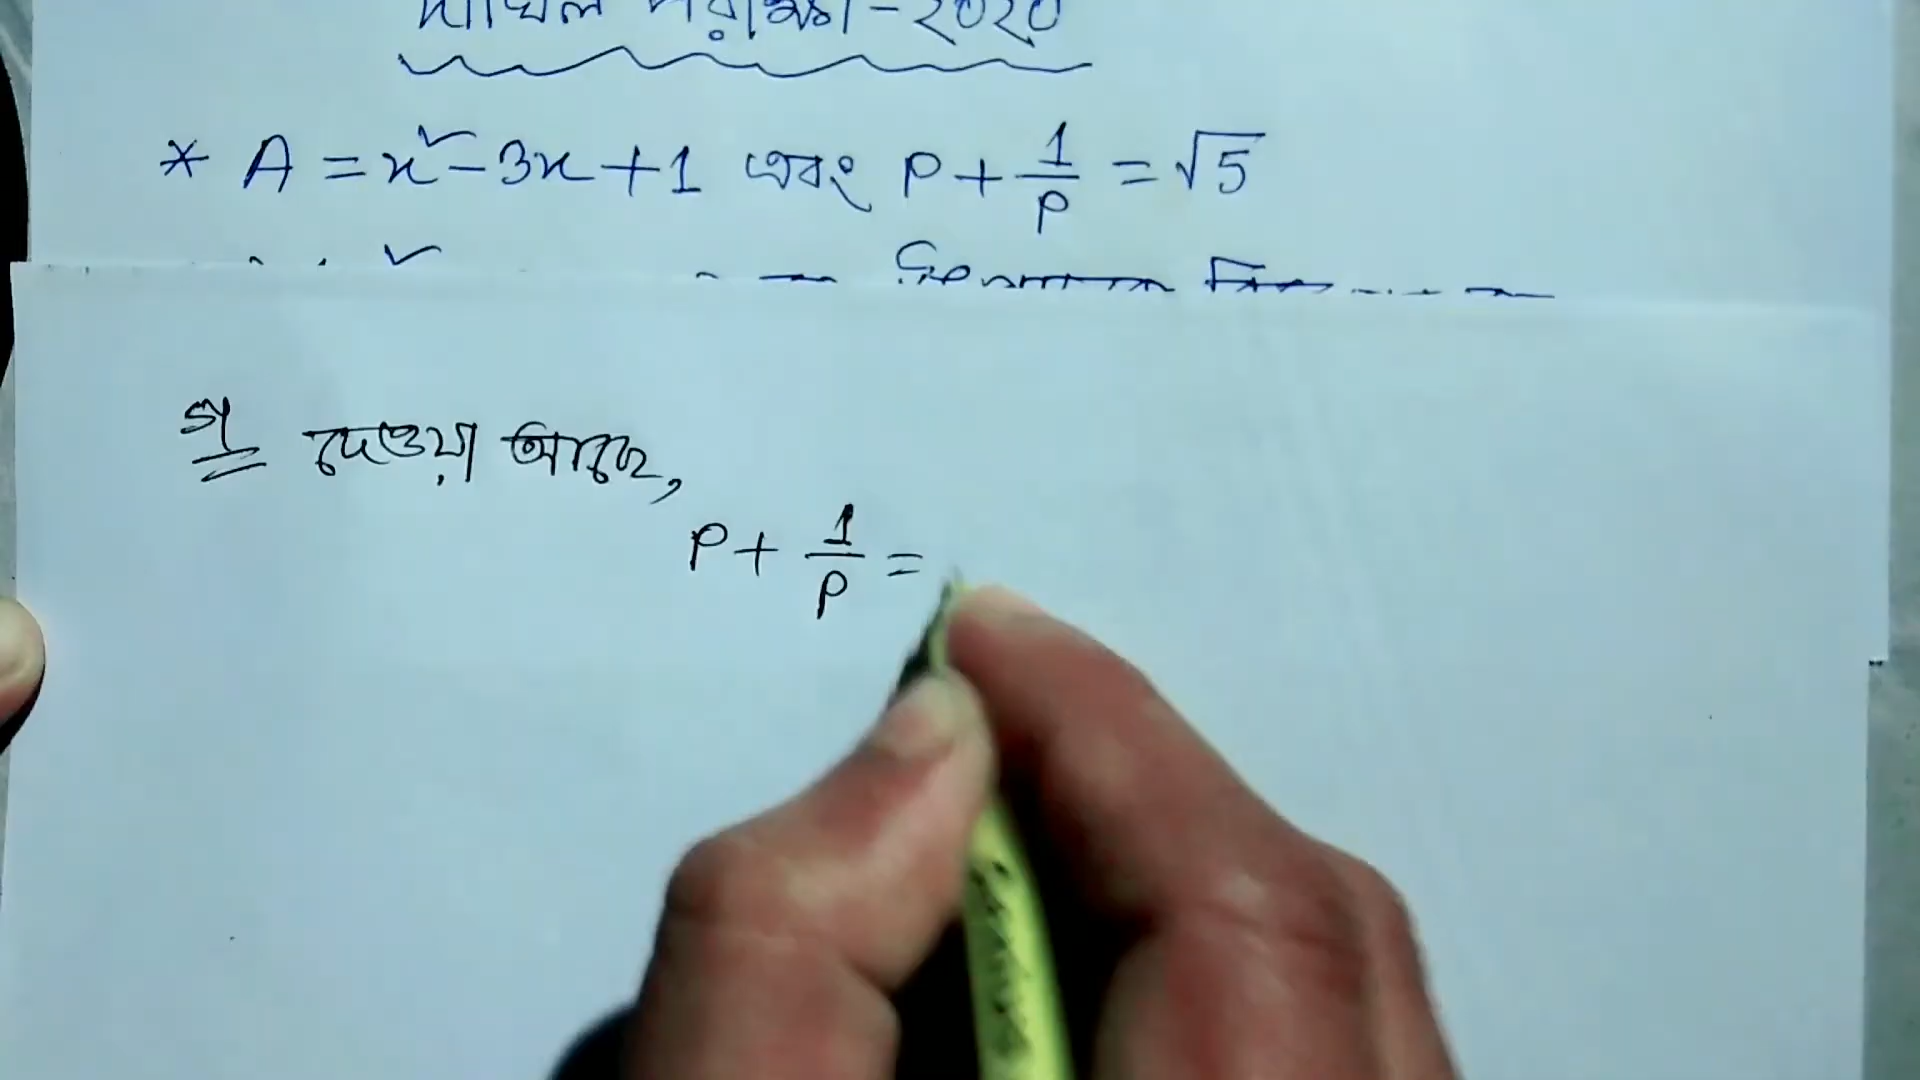 দাখিল পরীক্ষা-২০২০
* A = x² - 3x + 1 এবং P + 1/P = √5
গ দেওয়া আছে,
P + 1/P =